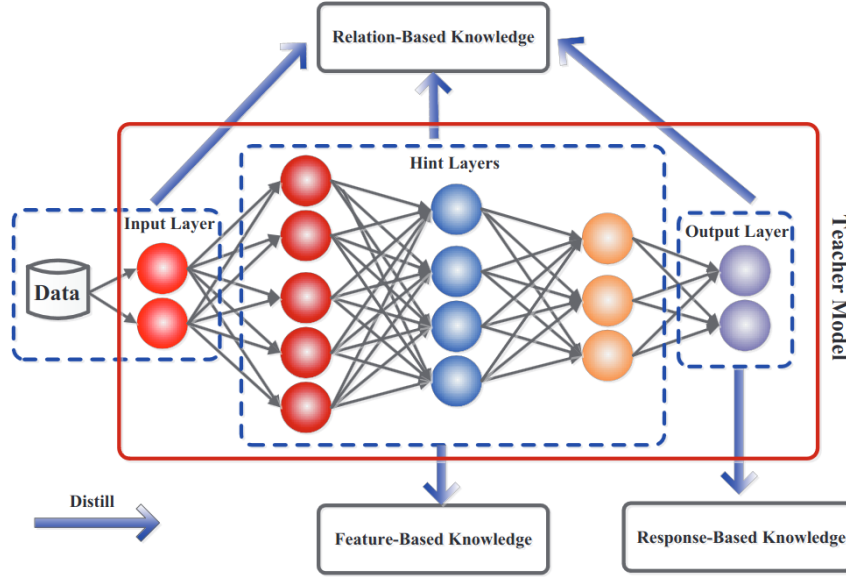 Relation-Based Knowledge
Hint Layers
Input Layer
Output Layer
Data
Teacher Model
Distill
Feature-Based Knowledge
Response-Based Knowledge